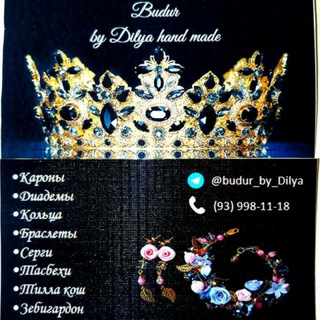 Budur
by Dilya hand made
•Кароны
•Диадемы
•Кольца
•Браслеты
•Серги
•Тасбехи
•Тилла кош
•Зебигардон
@budur_by_Dilya
(93) 998-11-18